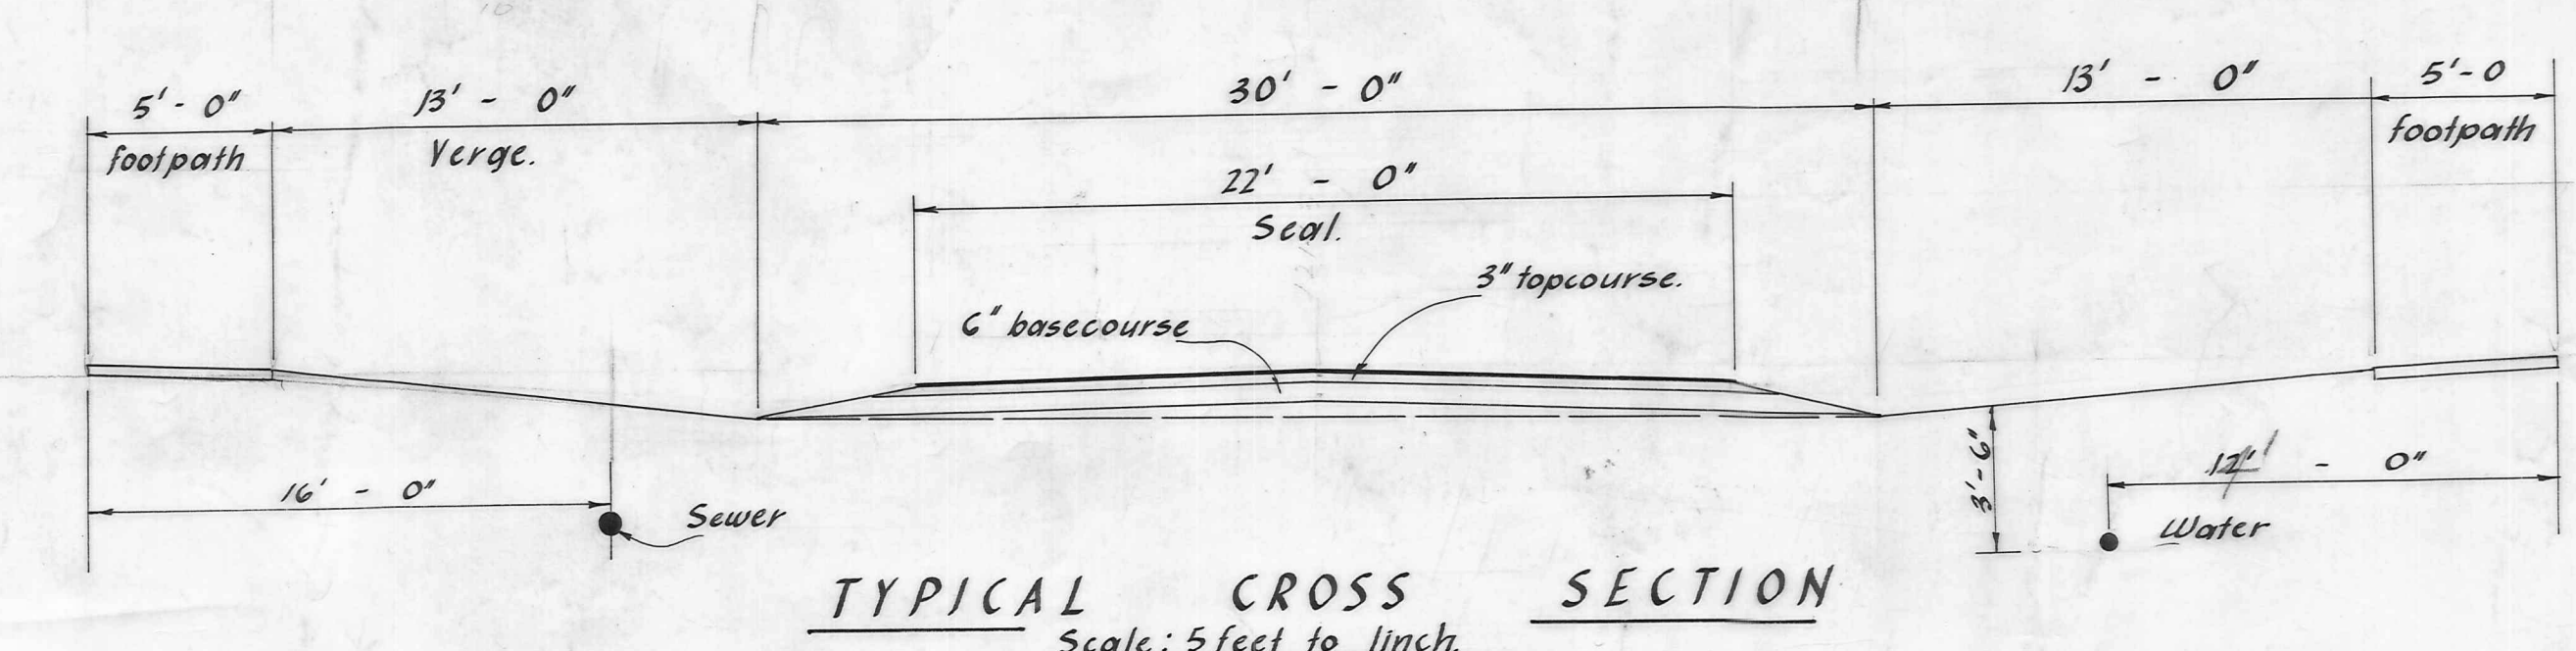 5' - 0" 13' - 0" 30' - 0" 13' - 0" 5' - 0
footpath Verge. footpath
22' - 0"
Seal.
3" topcourse.
6" basecourse
3'-6"
16' - 0" - 0"
Sewer Water
TYPICAL CROSS SECTION
Scale: 5 feet to 1inch.